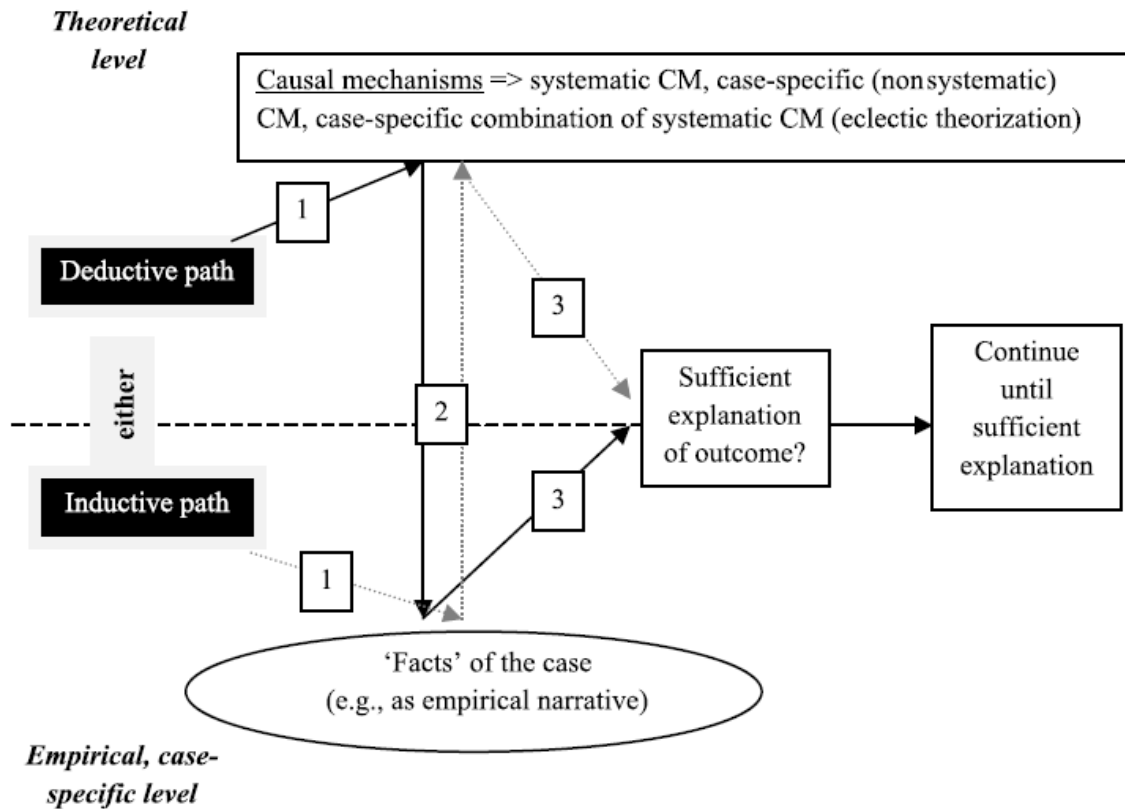 Theoretical
level
Causal mechanisms => systematic CM, case-specific (nonsystematic)
CM, case-specific combination of systematic CM (eclectic theorization)
1
Deductive path
3
either
2
Sufficient
explanation
of outcome?
Continue
until
sufficient
explanation
Inductive path
3
1
‘Facts’ of the case
(e.g., as empirical narrative)
Empirical, case-
specific level